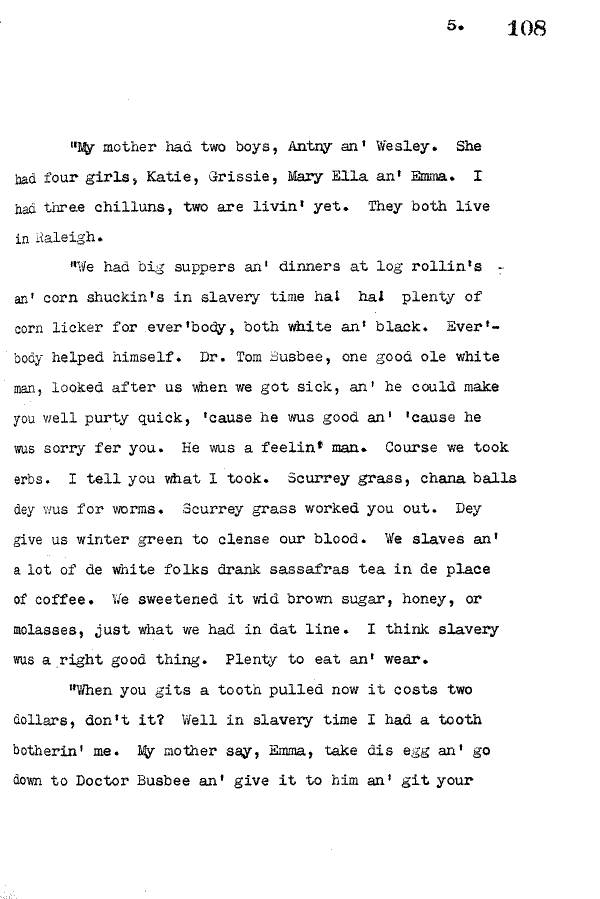 5. 108
"My mother had two boys, Antny an' Wesley. She
had four girls, Katie, Grissie, Mary Ella an' Emma. I
had three chilluns, two are livin' yet. They both live
in Raleigh.
"We had big suppers an' dinners at log rollin's -
an' corn shuckin's in slavery time ha! ha! plenty of
corn licker for ever'body, both white an' black. Ever'-
body helped himself. Dr. Tom Busbee, one good ole white
man, looked after us when we got sick, an' he could make
you well purty quick, 'cause he wus good an' 'cause he
wus sorry fer you. He wus a feelin' man. Course we took
erbs. I tell you what I took. Scurrey grass, chana balls
dey wus for worms. Scurrey grass worked you out. Dey
give us winter green to clense our blood. We slaves an'
a lot of de white folks drank sassafras tea in de place
of coffee. We sweetened it wid brown sugar, honey, or
molasses, just what we had in dat line. I think slavery
wus a right good thing. Plenty to eat an' wear.
"When you gits a tooth pulled now it costs two
dollars, don't it? Well in slavery time I had a tooth
botherin' me. My mother say, Emma, take dis egg an' go
down to Doctor Busbee an' give it to him an' git your